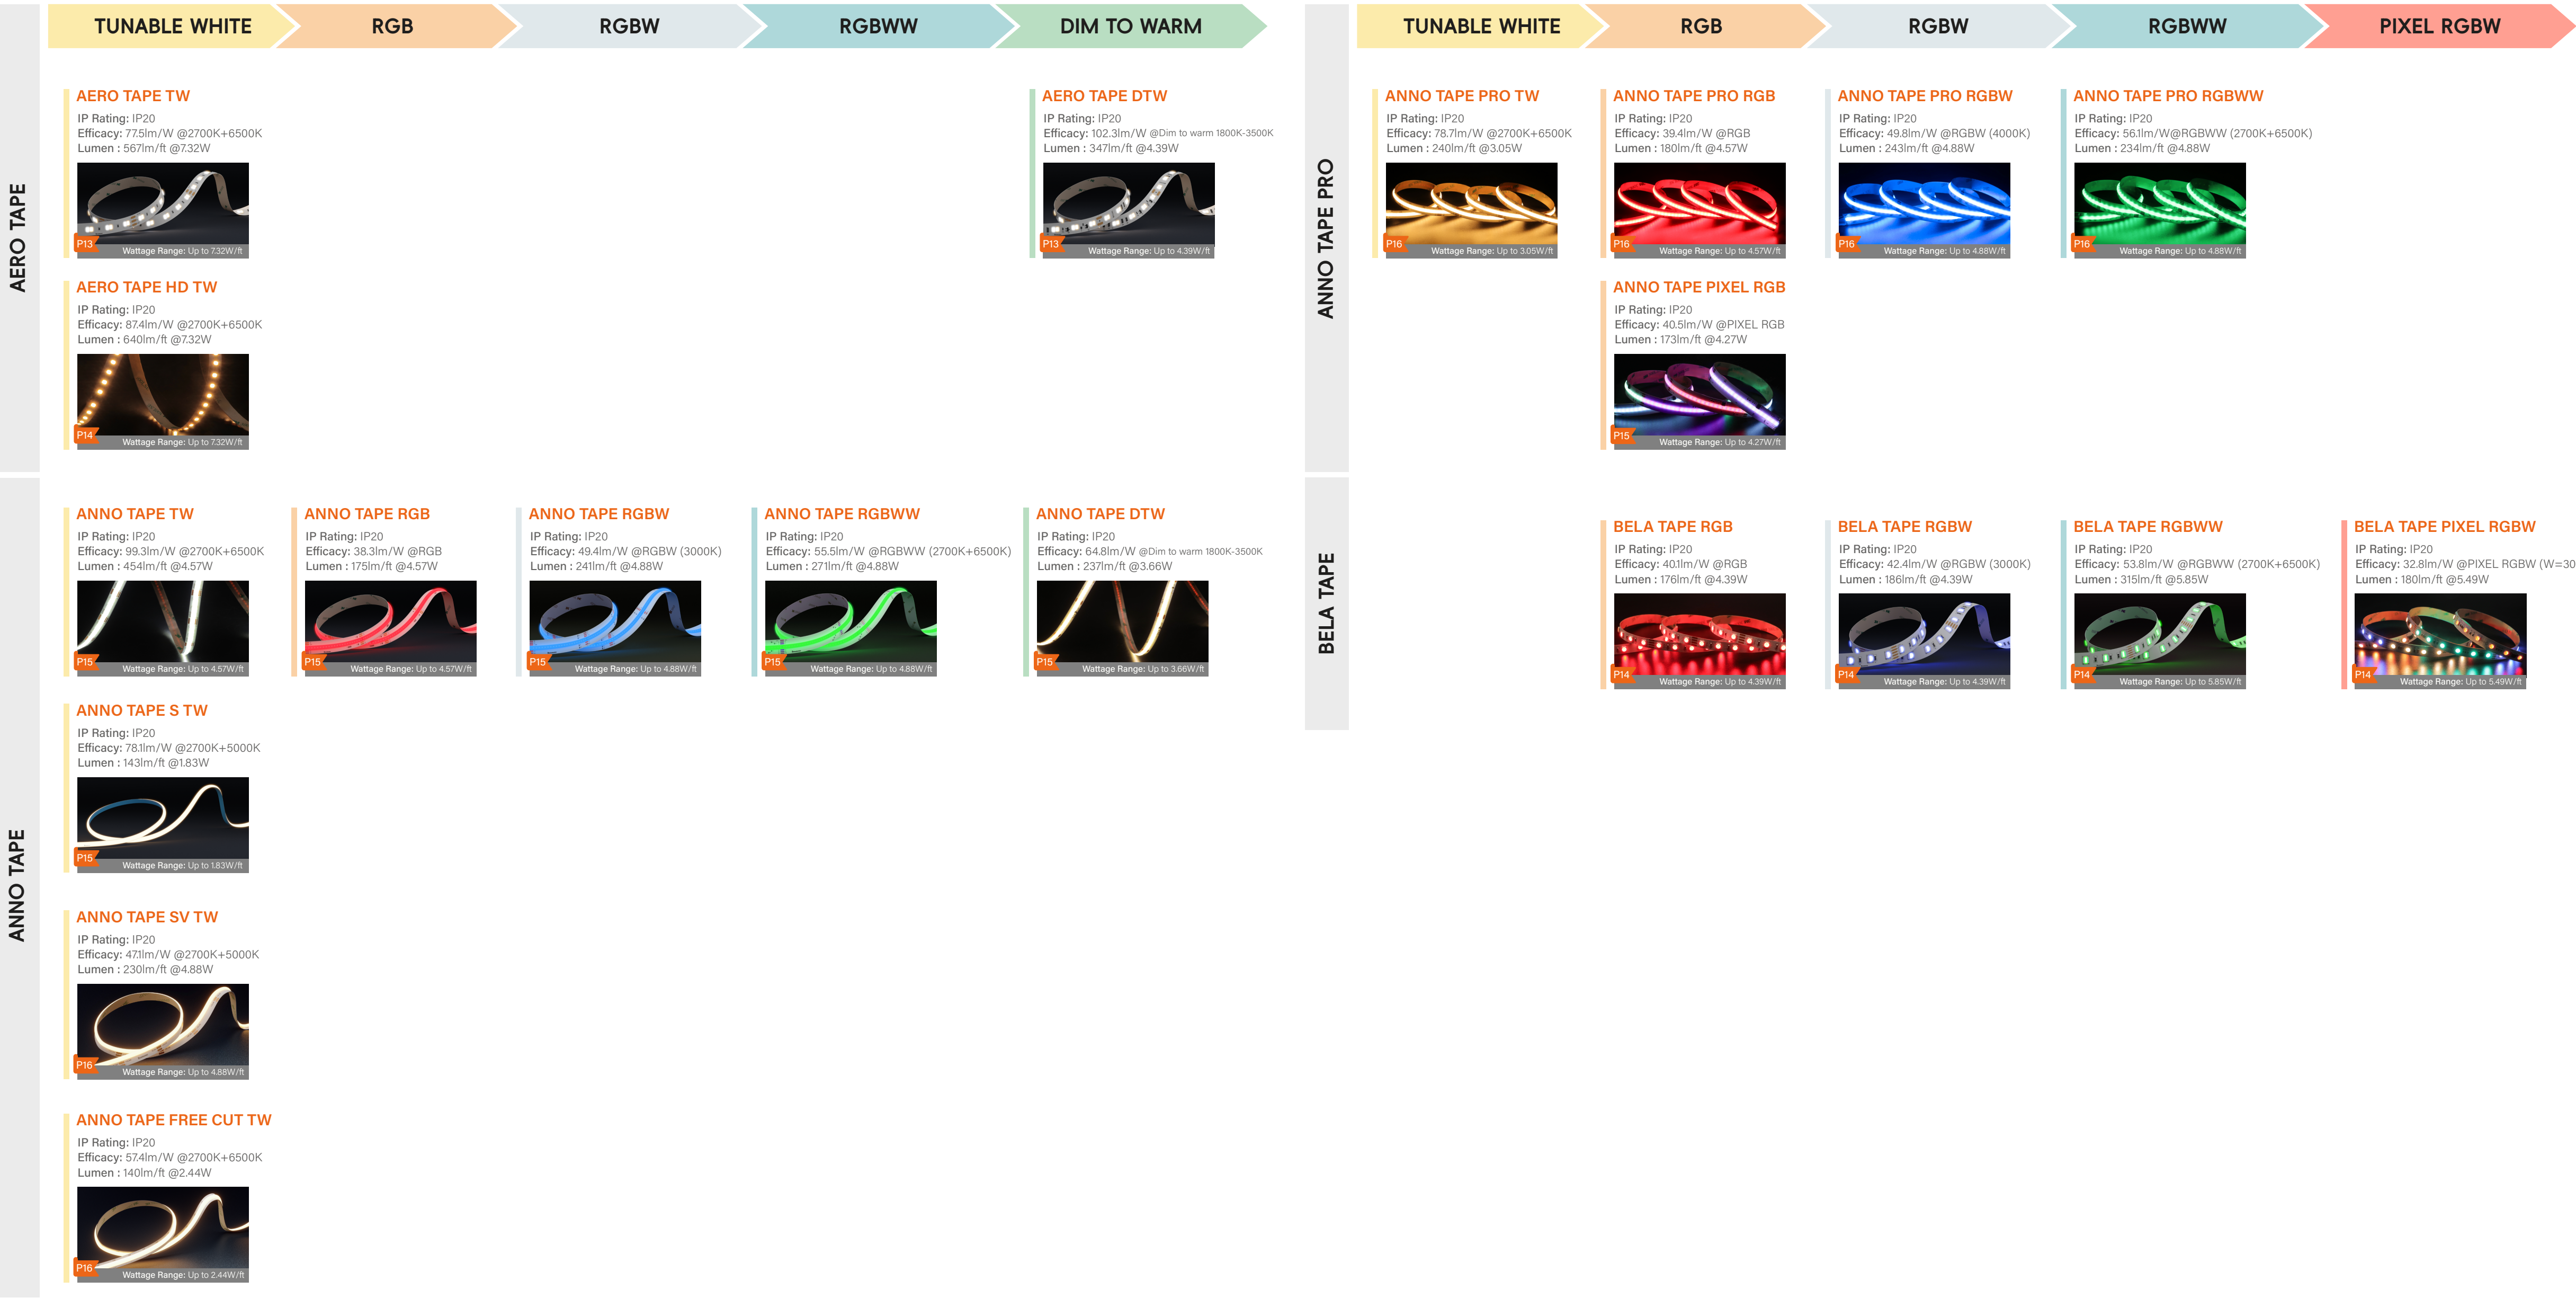 TUNABLE WHITE
RGB
RGBW
RGBWW
DIM TO WARM
AERO TAPE
AERO TAPE TW
IP Rating: IP20
Efficacy: 77.5lm/W @2700K+6500K
Lumen : 567lm/ft @7.32W
P13
Wattage Range: Up to 7.32W/ft
AERO TAPE DTW
IP Rating: IP20
Efficacy: 102.3lm/W @Dim to warm 1800K-3500K
Lumen : 347lm/ft @4.39W
P13
Wattage Range: Up to 4.39W/ft
AERO TAPE HD TW
IP Rating: IP20
Efficacy: 87.4lm/W @2700K+6500K
Lumen : 640lm/ft @7.32W
P14
Wattage Range: Up to 7.32W/ft
ANNO TAPE
ANNO TAPE TW
IP Rating: IP20
Efficacy: 99.3lm/W @2700K+6500K
Lumen : 454lm/ft @4.57W
P15
Wattage Range: Up to 4.57W/ft
ANNO TAPE RGB
IP Rating: IP20
Efficacy: 38.3lm/W @RGB
Lumen : 175lm/ft @4.57W
P15
Wattage Range: Up to 4.57W/ft
ANNO TAPE RGBW
IP Rating: IP20
Efficacy: 49.4lm/W @RGBW (3000K)
Lumen : 241lm/ft @4.88W
P15
Wattage Range: Up to 4.88W/ft
ANNO TAPE RGBWW
IP Rating: IP20
Efficacy: 55.5lm/W @RGBWW (2700K+6500K)
Lumen : 271lm/ft @4.88W
P15
Wattage Range: Up to 4.88W/ft
ANNO TAPE DTW
IP Rating: IP20
Efficacy: 64.8lm/W @Dim to warm 1800K-3500K
Lumen : 237lm/ft @3.66W
P15
Wattage Range: Up to 3.66W/ft
ANNO TAPE S TW
IP Rating: IP20
Efficacy: 78.1lm/W @2700K+5000K
Lumen : 143lm/ft @1.83W
P15
Wattage Range: Up to 1.83W/ft
ANNO TAPE SV TW
IP Rating: IP20
Efficacy: 47.1lm/W @2700K+5000K
Lumen : 230lm/ft @4.88W
P16
Wattage Range: Up to 4.88W/ft
ANNO TAPE FREE CUT TW
IP Rating: IP20
Efficacy: 57.4lm/W @2700K+6500K
Lumen : 140lm/ft @2.44W
P16
Wattage Range: Up to 2.44W/ft
TUNABLE WHITE
RGB
RGBW
RGBWW
PIXEL RGBW
ANNO TAPE PRO
ANNO TAPE PRO TW
IP Rating: IP20
Efficacy: 78.7lm/W @2700K+6500K
Lumen : 240lm/ft @3.05W
P16
Wattage Range: Up to 3.05W/ft
ANNO TAPE PRO RGB
IP Rating: IP20
Efficacy: 39.4lm/W @RGB
Lumen : 180lm/ft @4.57W
P16
Wattage Range: Up to 4.57W/ft
ANNO TAPE PRO RGBW
IP Rating: IP20
Efficacy: 49.8lm/W @RGBW (4000K)
Lumen : 243lm/ft @4.88W
P16
Wattage Range: Up to 4.88W/ft
ANNO TAPE PRO RGBWW
IP Rating: IP20
Efficacy: 56.1lm/W@RGBWW (2700K+6500K)
Lumen : 234lm/ft @4.88W
P16
Wattage Range: Up to 4.88W/ft
ANNO TAPE PIXEL RGB
IP Rating: IP20
Efficacy: 40.5lm/W @PIXEL RGB
Lumen : 173lm/ft @4.27W
P15
Wattage Range: Up to 4.27W/ft
BELA TAPE
BELA TAPE RGB
IP Rating: IP20
Efficacy: 40.1lm/W @RGB
Lumen : 176lm/ft @4.39W
P14
Wattage Range: Up to 4.39W/ft
BELA TAPE RGBW
IP Rating: IP20
Efficacy: 42.4lm/W @RGBW (3000K)
Lumen : 186lm/ft @4.39W
P14
Wattage Range: Up to 4.39W/ft
BELA TAPE RGBWW
IP Rating: IP20
Efficacy: 53.8lm/W @RGBWW (2700K+6500K)
Lumen : 315lm/ft @5.85W
P14
Wattage Range: Up to 5.85W/ft
BELA TAPE PIXEL RGBW
IP Rating: IP20
Efficacy: 32.8lm/W @PIXEL RGBW (W=30
Lumen : 180lm/ft @5.49W
P14
Wattage Range: Up to 5.49W/ft